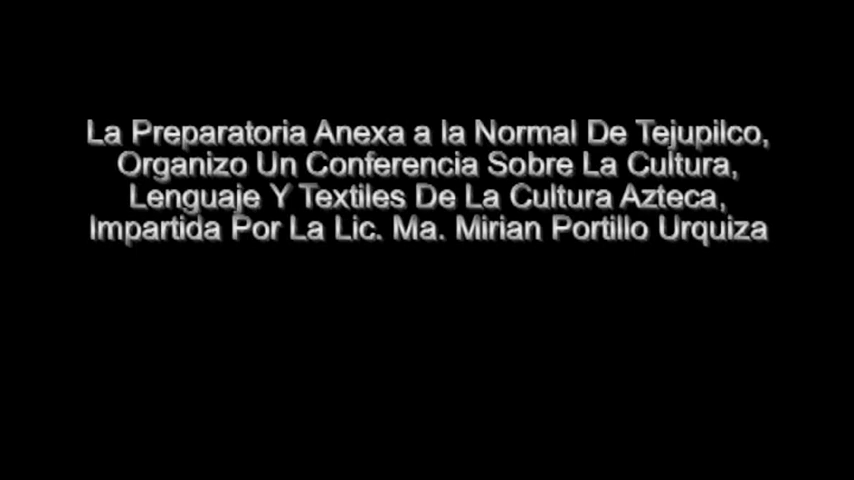 La Preparatoria Anexa a la Normal De Tejupilco,
Organizo Un Conferencia Sobre La Cultura,
Lenguaje Y Textiles De La Cultura Azteca,
Impartida Por La Lic. Ma. Mirian Portillo Urquiza